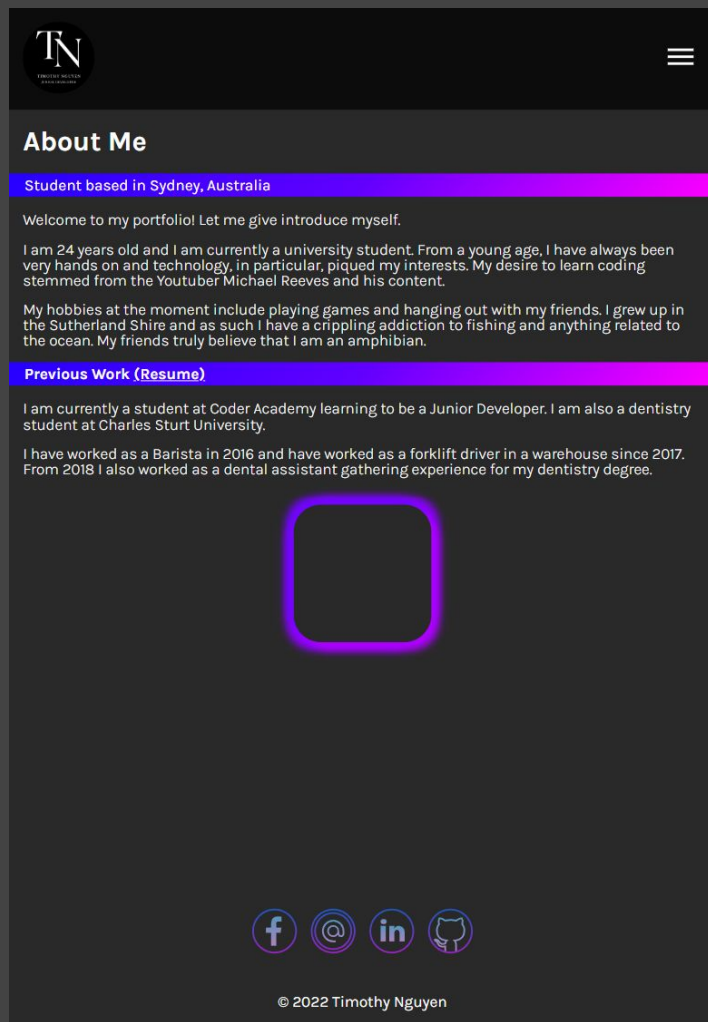 TN
TIMOTHY NGUYEN
About Me
Student based in Sydney, Australia
Welcome to my portfolio! Let me give introduce myself.
I am 24 years old and I am currently a university student. From a young age, I have always been
very hands on and technology, in particular, piqued my interests. My desire to learn coding
stemmed from the Youtuber Michael Reeves and his content.
My hobbies at the moment include playing games and hanging out with my friends. I grew up in
the Sutherland Shire and as such I have a crippling addiction to fishing and anything related to
the ocean. My friends truly believe that I am an amphibian.
Previous Work (Resume)
I am currently a student at Coder Academy learning to be a Junior Developer. I am also a dentistry
student at Charles Sturt University.
I have worked as a Barista in 2016 and have worked as a forklift driver in a warehouse since 2017.
From 2018 I also worked as a dental assistant gathering experience for my dentistry degree.
f @ in
© 2022 Timothy Nguyen